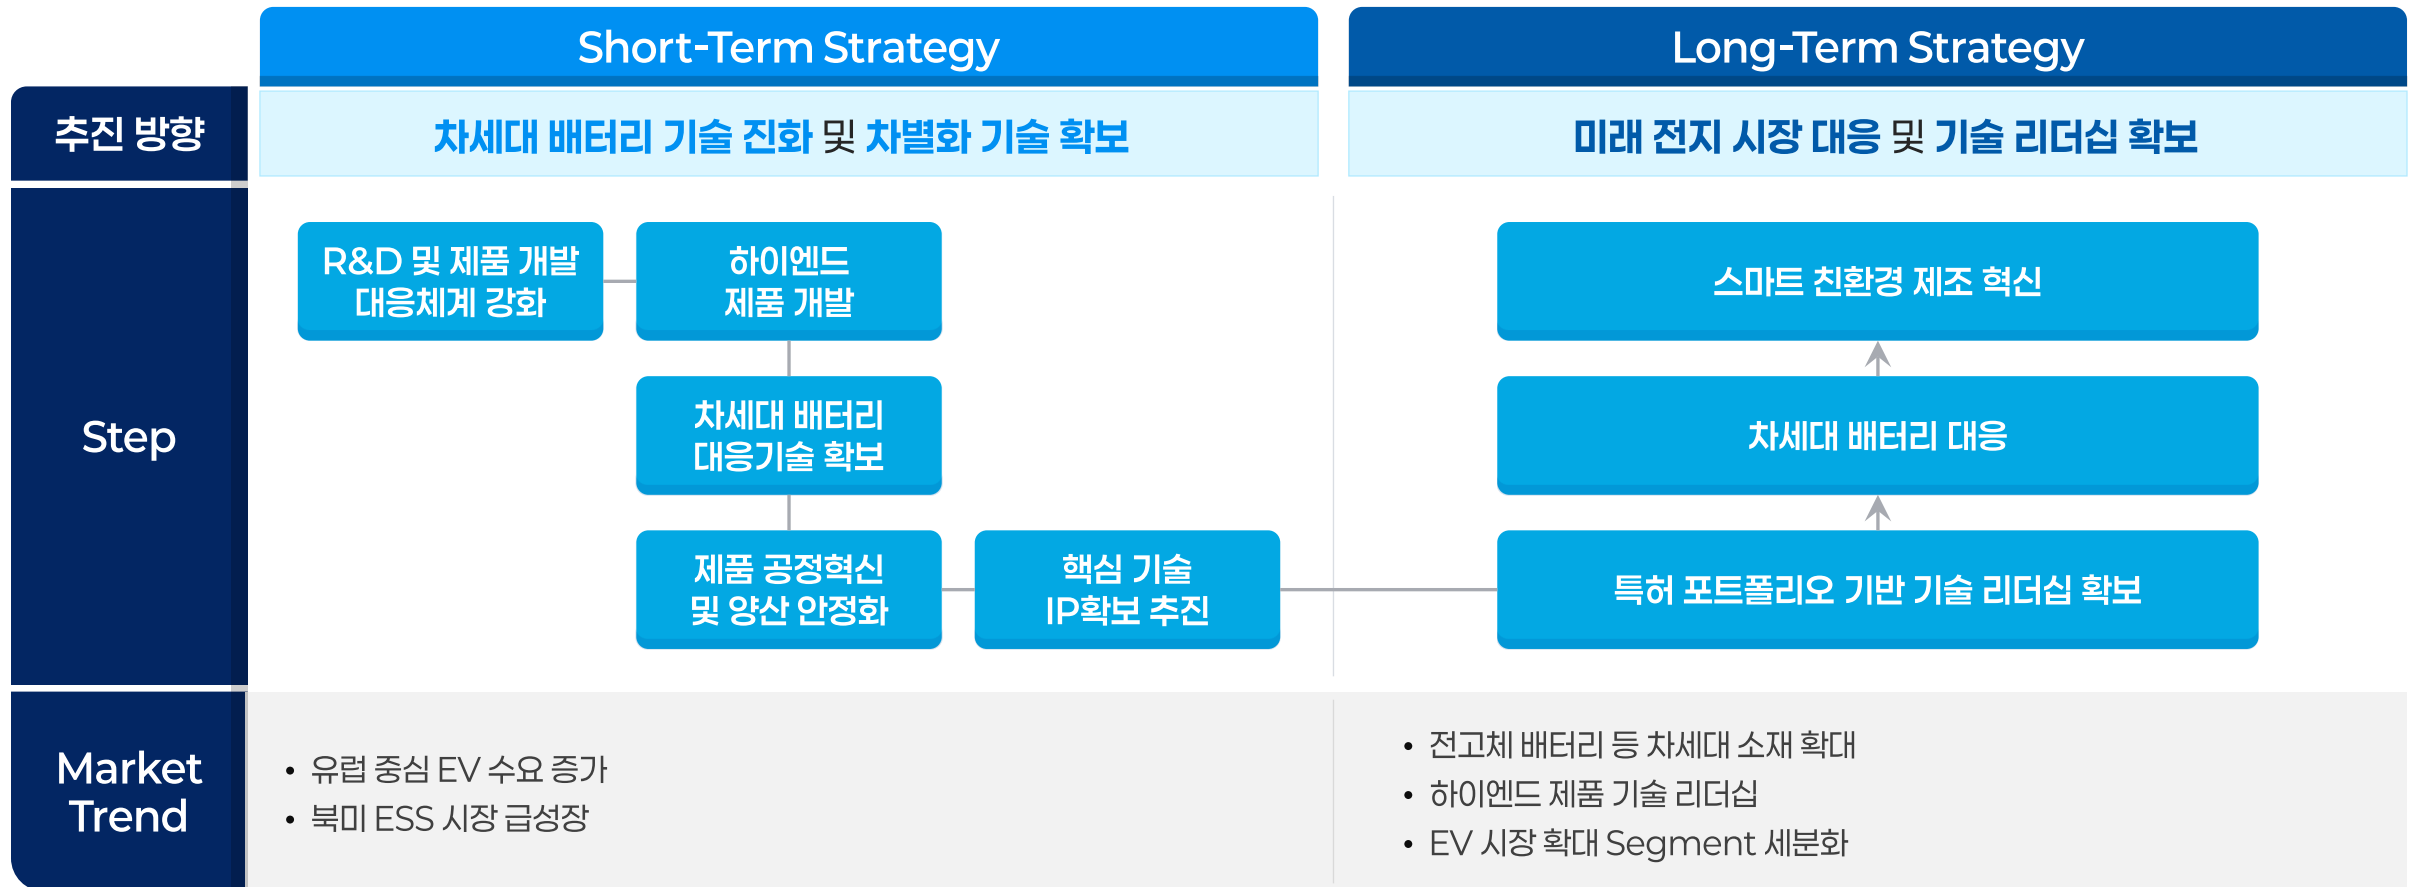 Short-Term Strategy
Long-Term Strategy
추진 방향
차세대 배터리 기술 진화 및 차별화 기술 확보
미래 전지 시장 대응 및 기술 리더십 확보
Step
R&D 및 제품 개발
대응체계 강화
하이엔드
제품 개발
차세대 배터리
대응기술 확보
제품 공정혁신
및 양산 안정화
핵심 기술
IP확보 추진
스마트 친환경 제조 혁신
차세대 배터리 대응
특허 포트폴리오 기반 기술 리더십 확보
Market
Trend
• 유럽 중심 EV 수요 증가
• 북미 ESS 시장 급성장
• 전고체 배터리 등 차세대 소재 확대
• 하이엔드 제품 기술 리더십
• EV 시장 확대 Segment 세분화